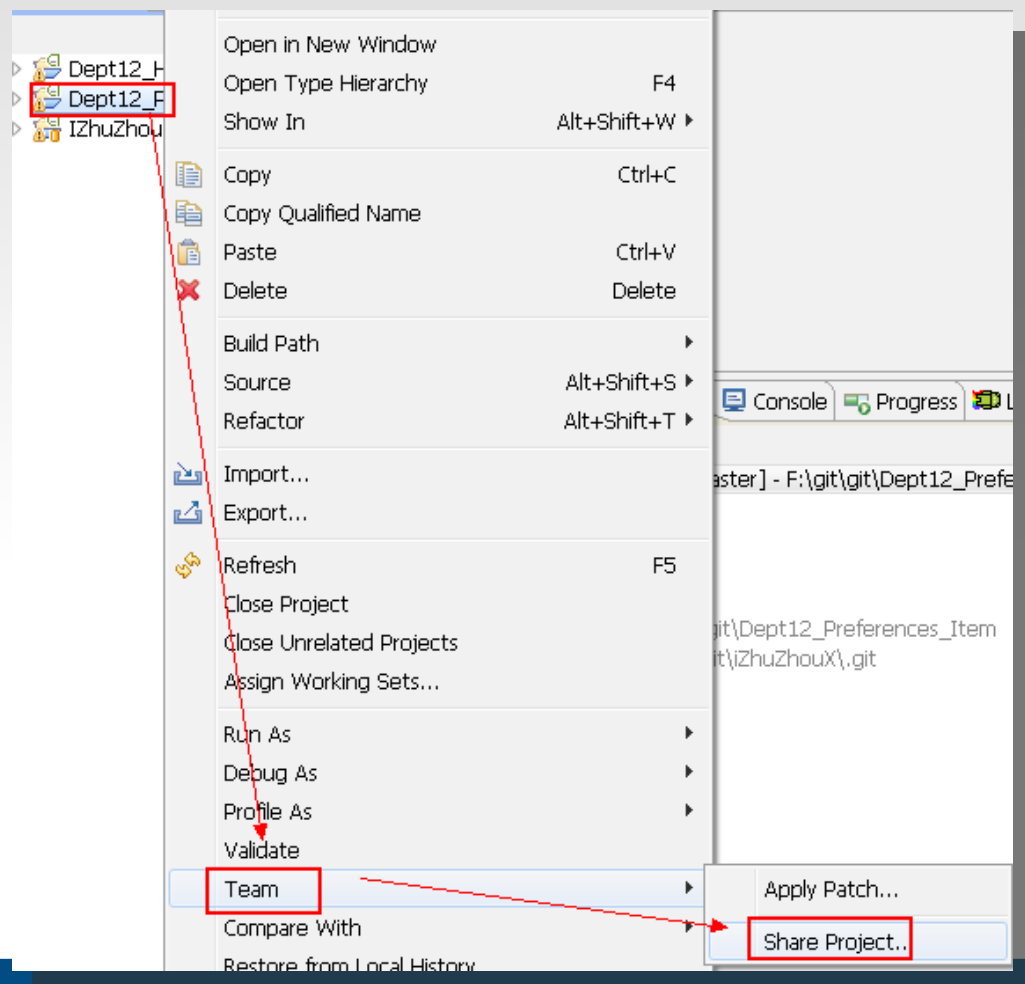 Dept12_H
Dept12_P
IZhuZhou
Open in New Window
Open Type Hierarchy F4
Show In Alt+Shift+W
Copy Ctrl+C
Copy Qualified Name
Paste Ctrl+V
Delete Delete
Build Path
Source Alt+Shift+S
Refactor Alt+Shift+T
Import...
Export...
Refresh F5
Close Project
Close Unrelated Projects
Assign Working Sets...
Run As
Debug As
Profile As
Validate
Team
Compare With
Restore from Local History
Apply Patch...
Share Project..
Console Progress
aster] - F:\git\git\Dept12_Prefe
git\Dept12_Preferences_Item
it\iZhuZhouX\.git